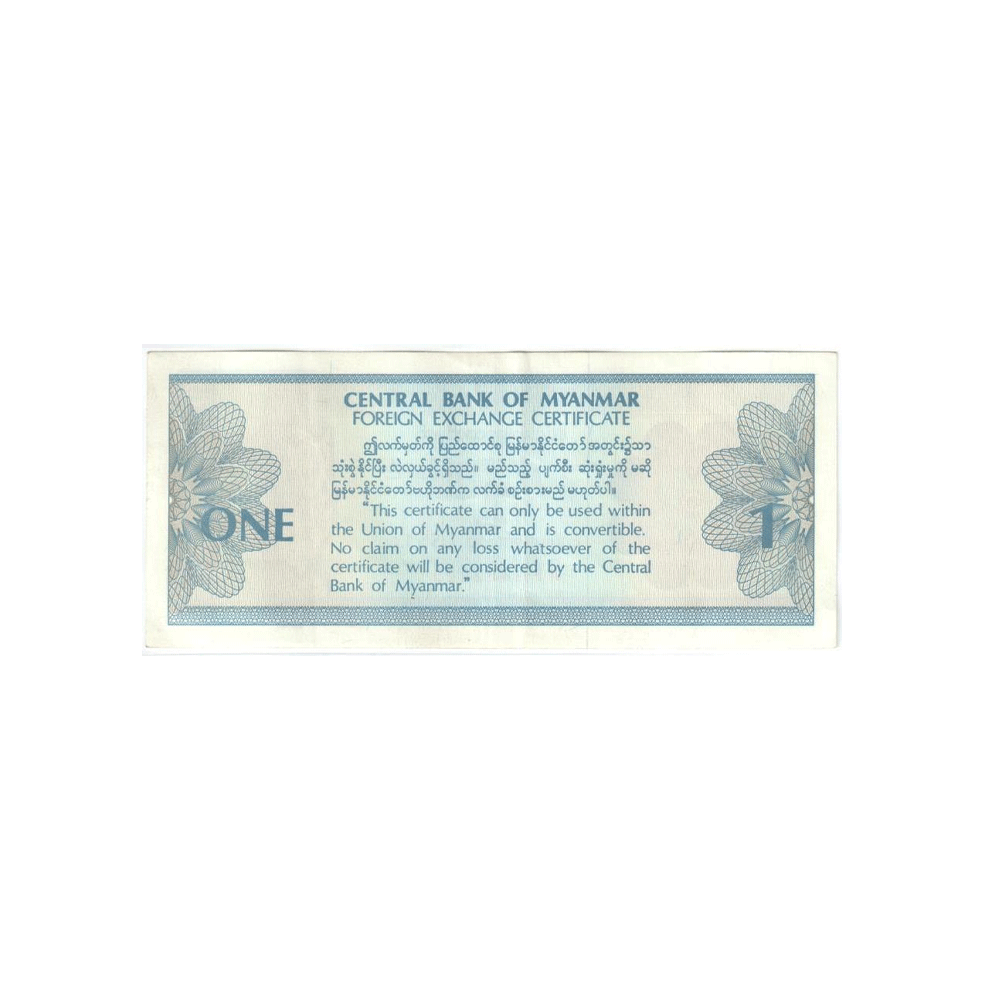 CENTRAL BANK OF MYANMAR
FOREIGN EXCHANGE CERTIFICATE
ဤလက်မှတ်ကို ပြည်ထောင်စု မြန်မာနိုင်ငံတော် အတွင်း၌သာ
သုံးစွဲနိုင်ပြီး လဲလှယ်ခွင့်ရှိသည်။ မည်သည့် ပျက်စီး ဆုံးရှုံးမှုကို မဆို
မြန်မာနိုင်ငံတော်ဗဟိုဘဏ်က လက်ခံ စဉ်းစားမည် မဟုတ်ပါ။
"This certificate can only be used within
the Union of Myanmar and is convertible.
No claim on any loss whatsoever of the
certificate will be considered by the Central
Bank of Myanmar."
ONE
1